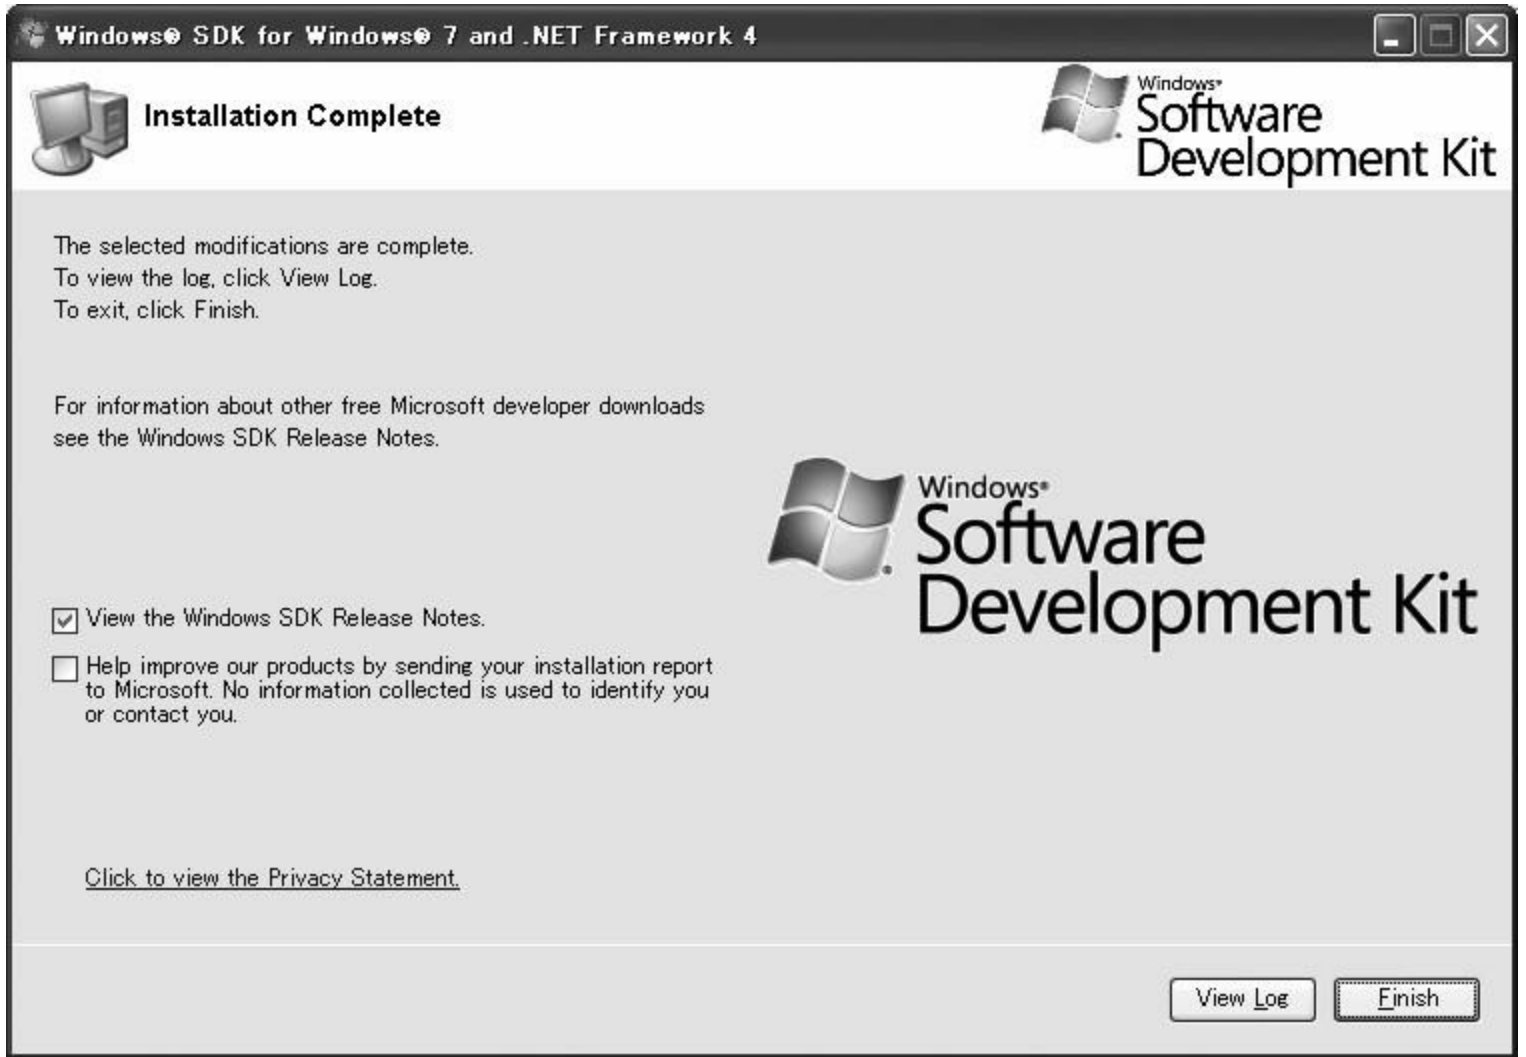 Windows® SDK for Windows® 7 and .NET Framework 4
Installation Complete
Windows®
Software
Development Kit
The selected modifications are complete.
To view the log, click View Log.
To exit, click Finish.
For information about other free Microsoft developer downloads
see the Windows SDK Release Notes.
Windows®
Software
Development Kit
View the Windows SDK Release Notes.
Help improve our products by sending your installation report
to Microsoft. No information collected is used to identify you
or contact you.
Click to view the Privacy Statement.
View Log
Finish